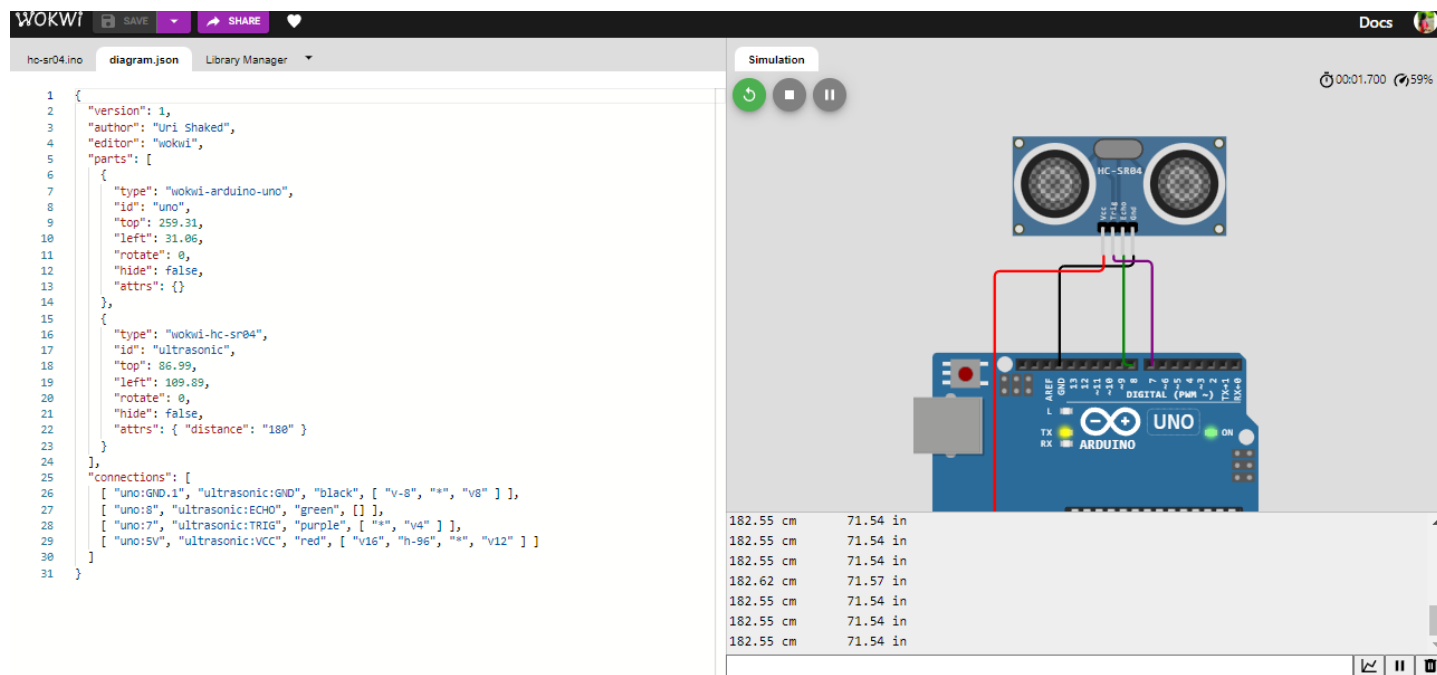 WOKWi SAVE SHARE Docs
hc-sr04.ino diagram.json Library Manager
1 {
2 "version": 1,
3 "author": "Uri Shaked",
4 "editor": "wokwi",
5 "parts": [
6 {
7 "type": "wokwi-arduino-uno",
8 "id": "uno",
9 "top": 259.31,
10 "left": 31.06,
11 "rotate": 0,
12 "hide": false,
13 "attrs": {}
14 },
15 {
16 "type": "wokwi-hc-sr04",
17 "id": "ultrasonic",
18 "top": 86.99,
19 "left": 109.89,
20 "rotate": 0,
21 "hide": false,
22 "attrs": { "distance": "180" }
23 }
24 ],
25 "connections": [
26 [ "uno:GND.1", "ultrasonic:GND", "black", [ "v-8", "*", "v8" ] ],
27 [ "uno:8", "ultrasonic:ECHO", "green", [] ],
28 [ "uno:7", "ultrasonic:TRIG", "purple", [ "*", "v4" ] ],
29 [ "uno:5V", "ultrasonic:VCC", "red", [ "v16", "h-96", "*", "v12" ] ]
30 ]
31 }
Simulation
00:01.700 59%
HC-SR04
Vcc Trig Echo Gnd
AREF GND 13 12 ~11 ~10 ~9 8 7 ~6 ~5 4 ~3 2 TX→1 RX←0
DIGITAL (PWM ~)
L
TX
RX
UNO
ON
ARDUINO
182.55 cm 71.54 in
182.55 cm 71.54 in
182.55 cm 71.54 in
182.62 cm 71.57 in
182.55 cm 71.54 in
182.55 cm 71.54 in
182.55 cm 71.54 in